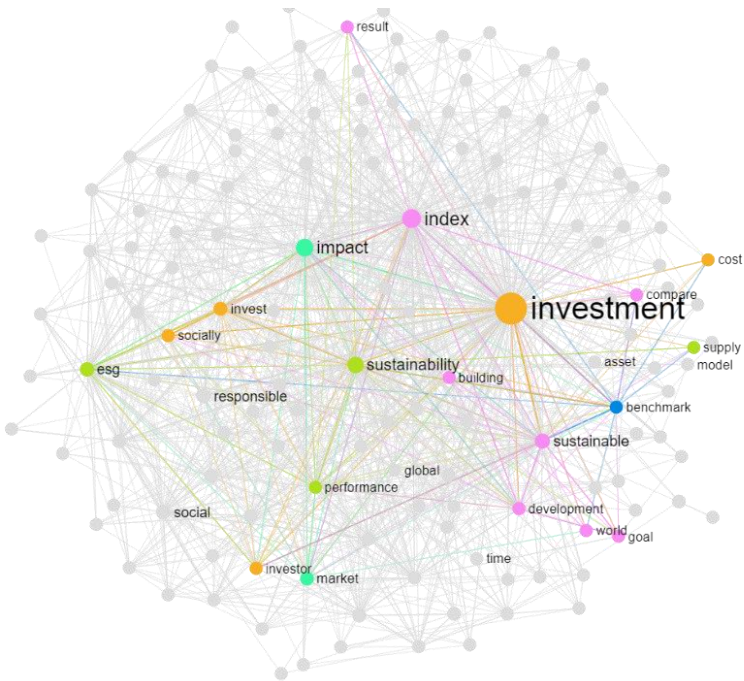 result
index
impact
cost
compare
invest
investment
socially
supply
asset
model
sustainability
esg
building
responsible
benchmark
sustainable
global
performance
development
social
world
goal
time
investor
market